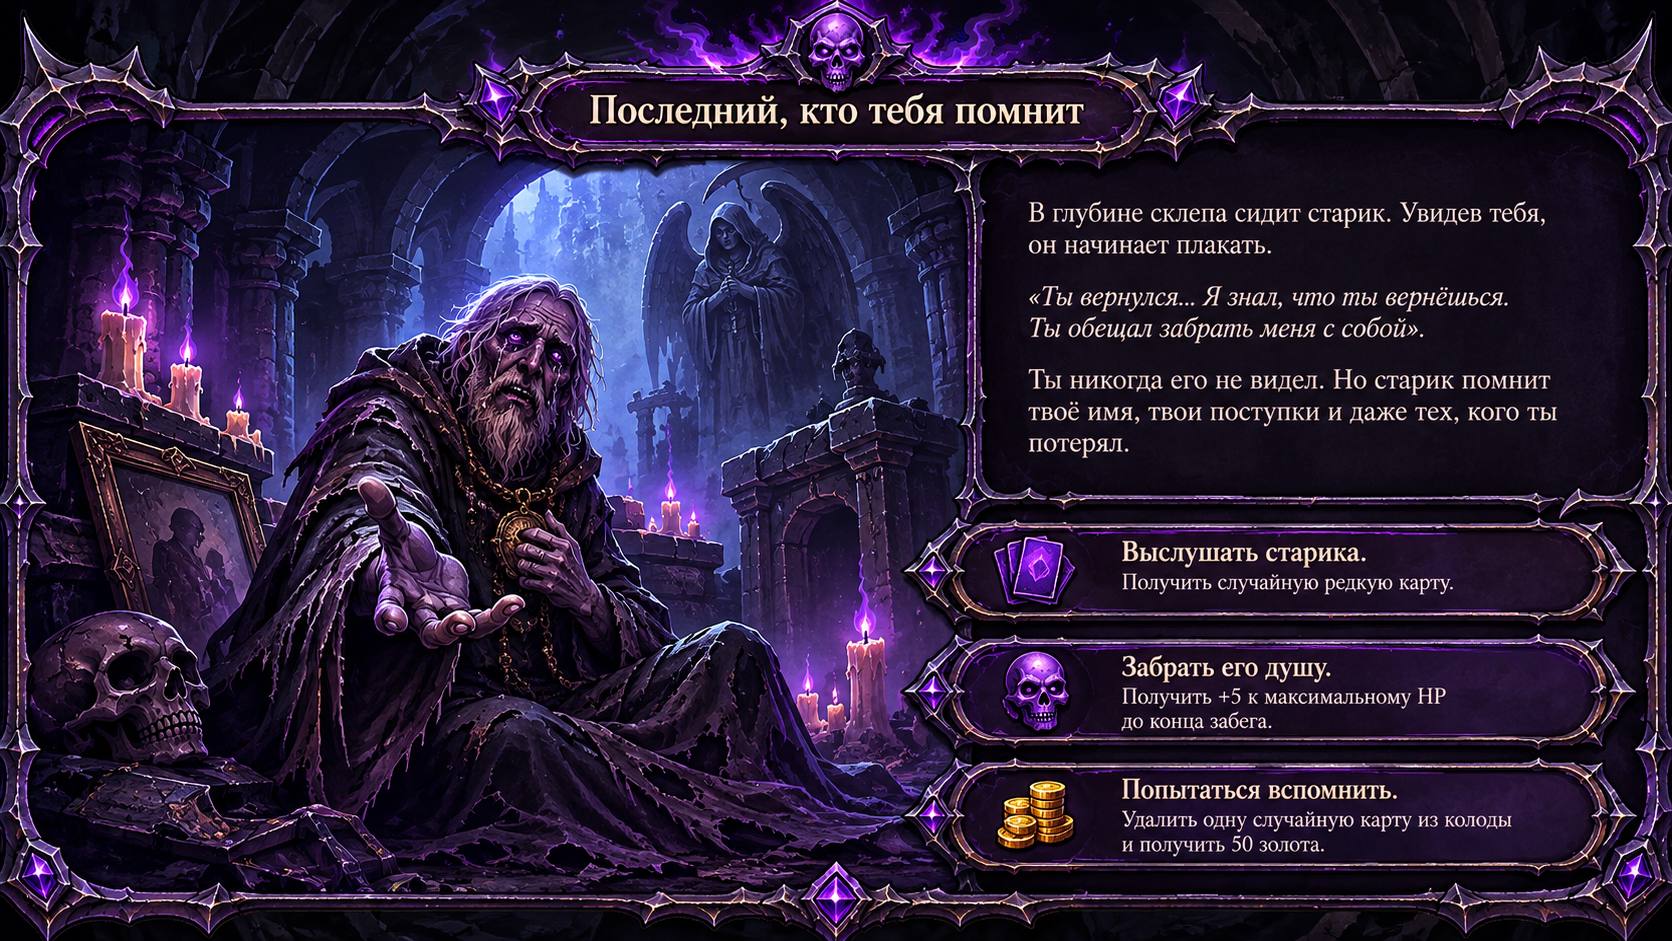 Последний, кто тебя помнит
В глубине склепа сидит старик. Увидев тебя,
он начинает плакать.
«Ты вернулся... Я знал, что ты вернёшься.
Ты обещал забрать меня с собой».
Ты никогда его не видел. Но старик помнит
твоё имя, твои поступки и даже тех, кого ты
потерял.
Выслушать старика.
Получить случайную редкую карту.
Забрать его душу.
Получить +5 к максимальному HP
до конца забега.
Попытаться вспомнить.
Удалить одну случайную карту из колоды
и получить 50 золота.